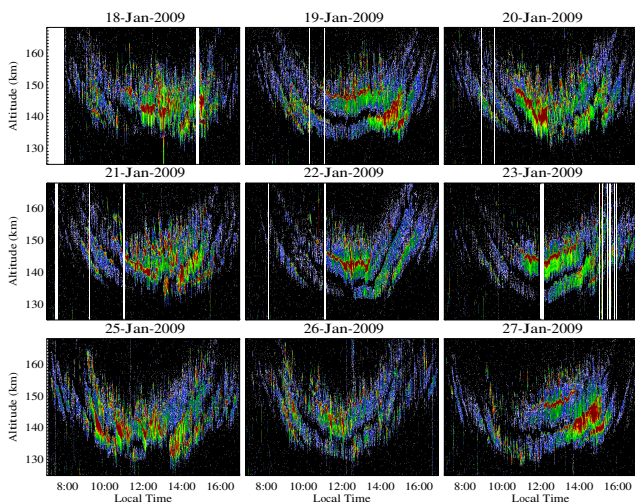 18-Jan-2009 19-Jan-2009 20-Jan-2009
Altitude (km) 160 150 140 130
21-Jan-2009 22-Jan-2009 23-Jan-2009
Altitude (km) 160 150 140 130
25-Jan-2009 26-Jan-2009 27-Jan-2009
Altitude (km) 160 150 140 130
8:00 10:00 12:00 14:00 16:00 8:00 10:00 12:00 14:00 16:00 8:00 10:00 12:00 14:00 16:00
Local Time Local Time Local Time